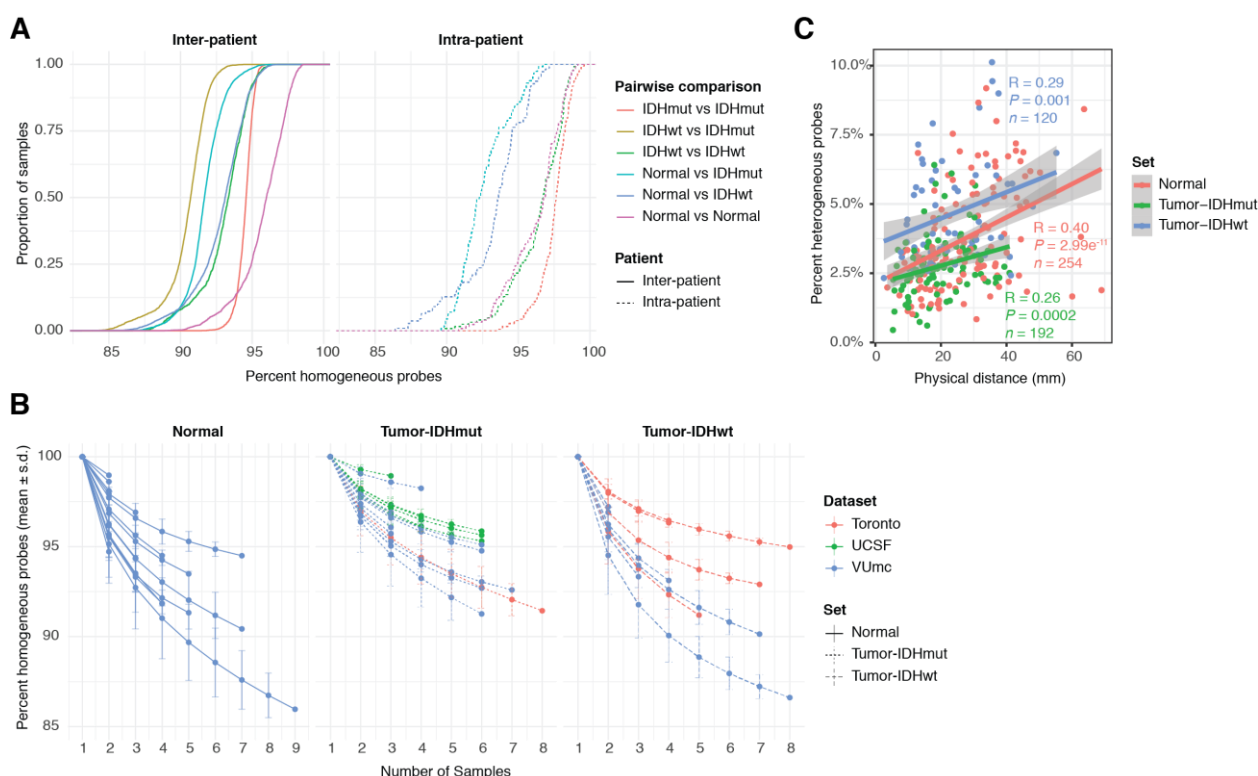 A
Inter-patient
Intra-patient
1.00
0.75
0.50
0.25
0.00
Proportion of samples
85
90
95
100
85
90
95
100
Percent homogeneous probes
Pairwise comparison
IDHmut vs IDHmut
IDHwt vs IDHmut
IDHwt vs IDHwt
Normal vs IDHmut
Normal vs IDHwt
Normal vs Normal
Patient
Inter-patient
Intra-patient
C
10.0%
7.5%
5.0%
2.5%
0.0%
Percent heterogeneous probes
R = 0.29
P = 0.001
n = 120
R = 0.40
P = 2.99e⁻¹¹
n = 254
R = 0.26
P = 0.0002
n = 192
0
20
40
60
Physical distance (mm)
Set
Normal
Tumor–IDHmut
Tumor–IDHwt
B
Normal
Tumor-IDHmut
Tumor-IDHwt
100
95
90
85
Percent homogeneous probes (mean ± s.d.)
1 2 3 4 5 6 7 8 9
1 2 3 4 5 6 7 8
1 2 3 4 5 6 7 8
Number of Samples
Dataset
Toronto
UCSF
VUmc
Set
Normal
Tumor-IDHmut
Tumor-IDHwt